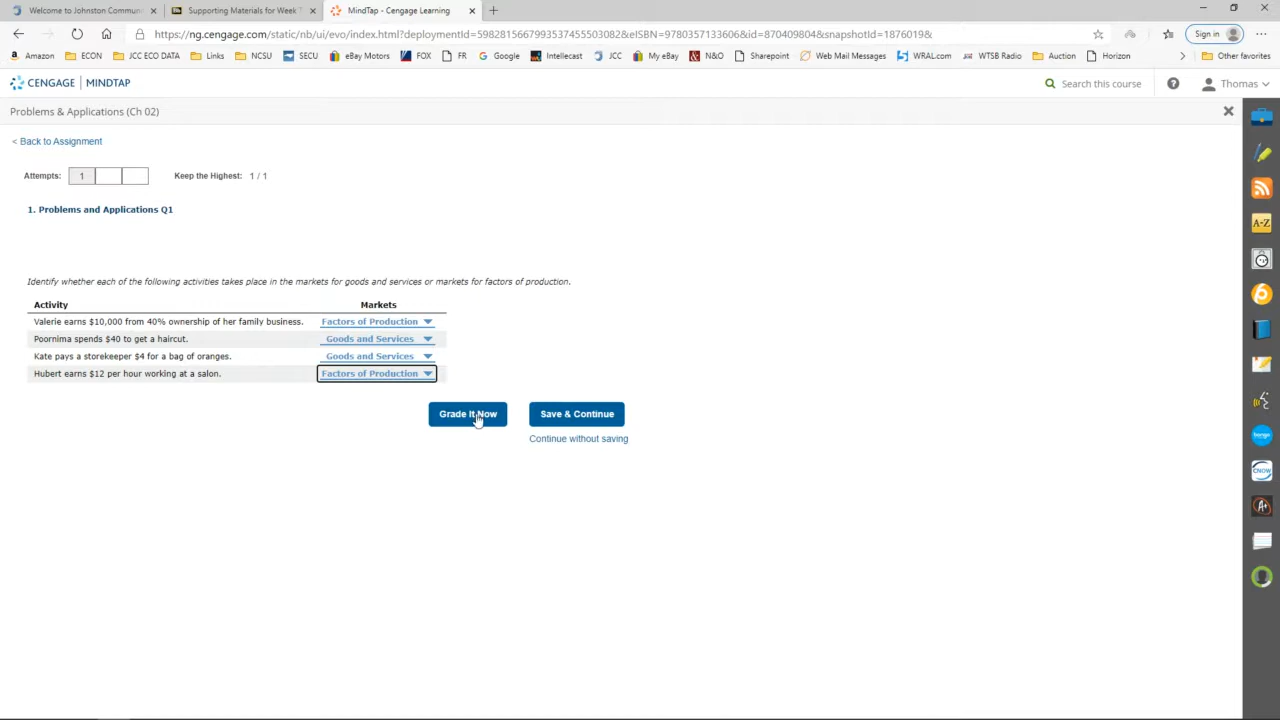 Welcome to Johnston Commun
Supporting Materials for Week
MindTap - Cengage Learning
https://ng.cengage.com/static/nb/ui/evo/index.html?deploymentId=5982815667993537455503082&eISBN=9780357133606&id=870409804&snapshotId=1876019&
Sign in
Amazon ECON JCC ECO DATA Links NCSU SECU eBay Motors FOX FR Google Intellecast JCC My eBay N&O Sharepoint Web Mail Messages WRAL.com WTSB Radio Auction Horizon Other favorites
CENGAGE MINDTAP
Search this course
Thomas
Problems & Applications (Ch 02)
< Back to Assignment
Attempts: 1 Keep the Highest: 1 / 1
1. Problems and Applications Q1
Identify whether each of the following activities takes place in the markets for goods and services or markets for factors of production.
Activity Markets
Valerie earns $10,000 from 40% ownership of her family business. Factors of Production
Poornima spends $40 to get a haircut. Goods and Services
Kate pays a storekeeper $4 for a bag of oranges. Goods and Services
Hubert earns $12 per hour working at a salon. Factors of Production
Grade It Now Save & Continue
Continue without saving
A-Z
bongo
CNOW
A+